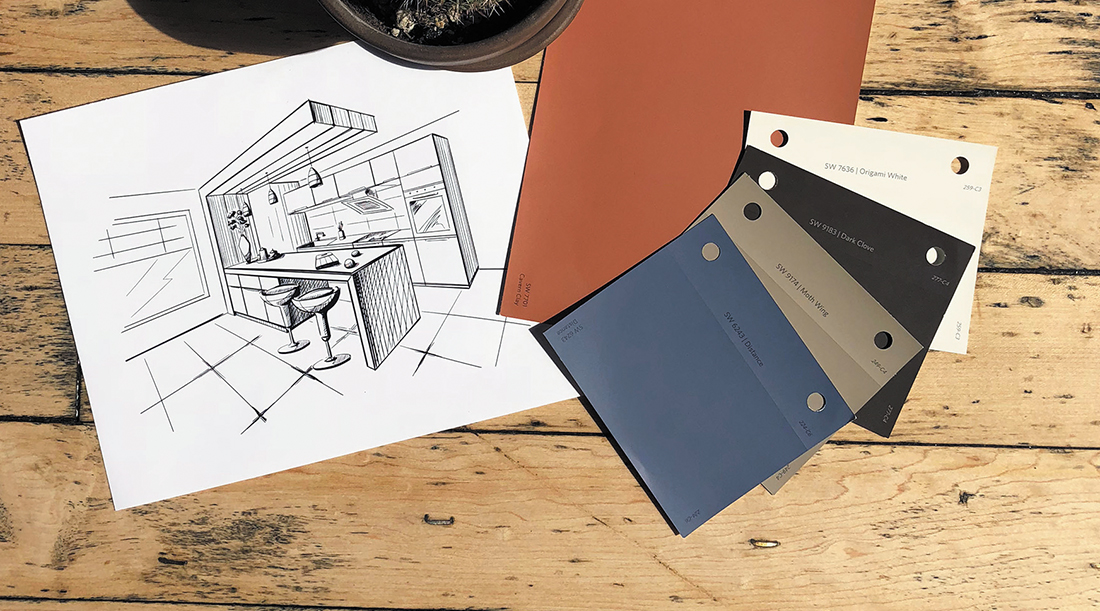 SW 7636 | Origami White
259-C3
SW 9183 | Dark Clove
277-C4
259-C3
SW 9174 | Moth Wing
249-C4
277-C4
SW 6243 | Distance
SW 6243
Distance
SW 7701
Cavern Clay